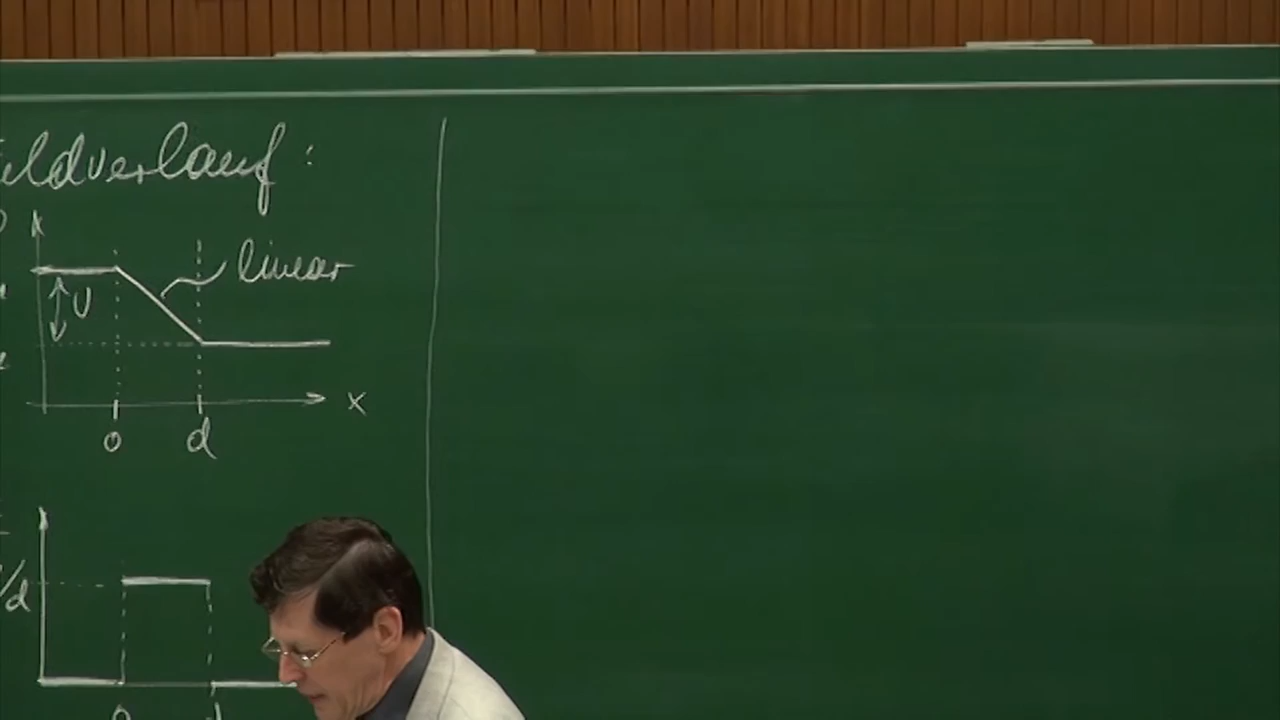 eldverlauf :
linear
U
x
0 d
/d